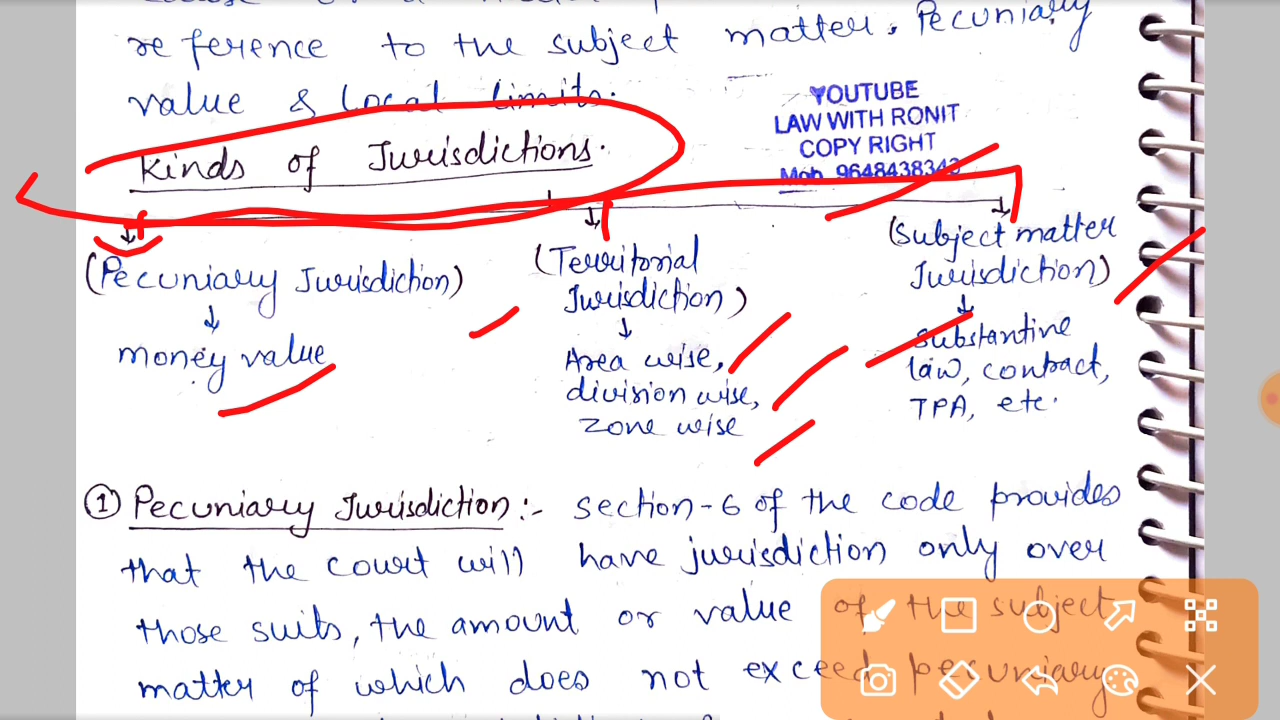 reference to the subject matter, Pecuniary
value & Local limits.
YOUTUBE
LAW WITH RONIT
COPY RIGHT
Mob. 9648438343
Kinds of Jurisdictions.
(Pecuniary Jurisdiction)
money value
(Territorial
Jurisdiction)
Area wise,
division wise,
zone wise
(Subject matter
Jurisdiction)
substantine
law, contract,
TPA, etc.
① Pecuniary Jurisdiction:- section-6 of the code provides
that the court will have jurisdiction only over
those suits, the amount or value of the subject
matter of which does not exceed pecuniary